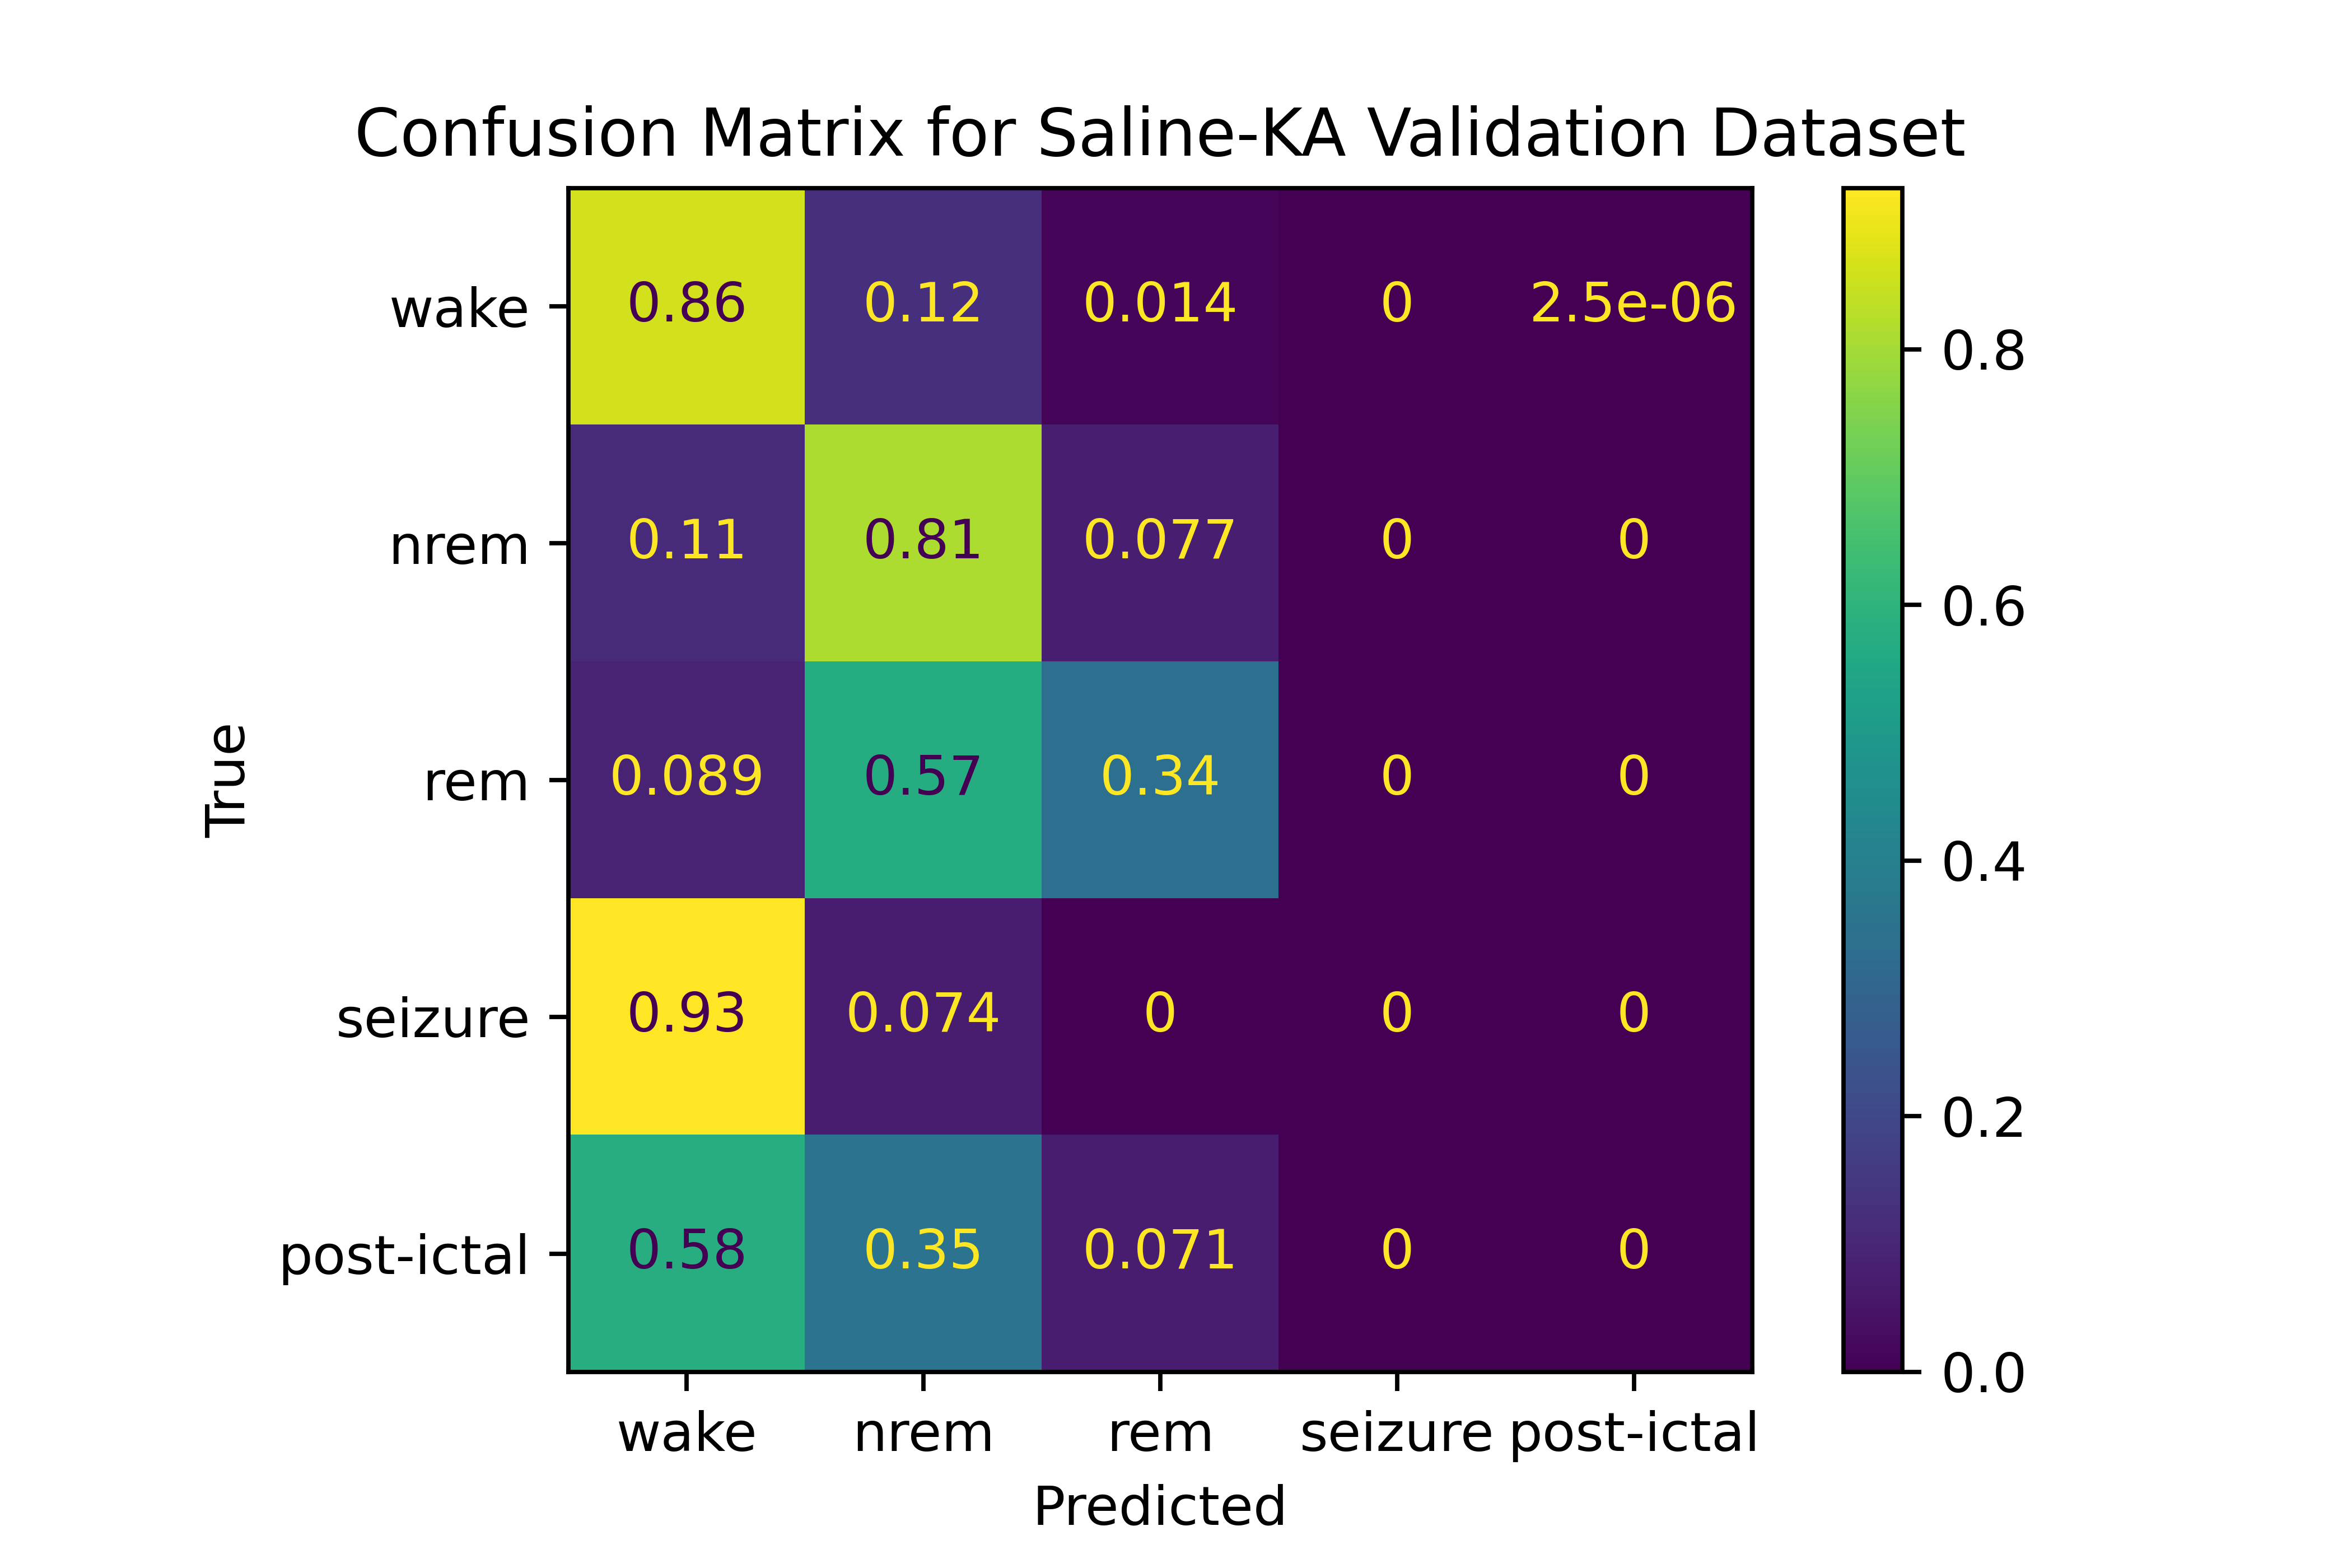 Confusion Matrix for Saline-KA Validation Dataset
True
wake 0.86 0.12 0.014 0 2.5e-06
nrem 0.11 0.81 0.077 0 0
rem 0.089 0.57 0.34 0 0
seizure 0.93 0.074 0 0 0
post-ictal 0.58 0.35 0.071 0 0
wake nrem rem seizure post-ictal
Predicted
0.8
0.6
0.4
0.2
0.0